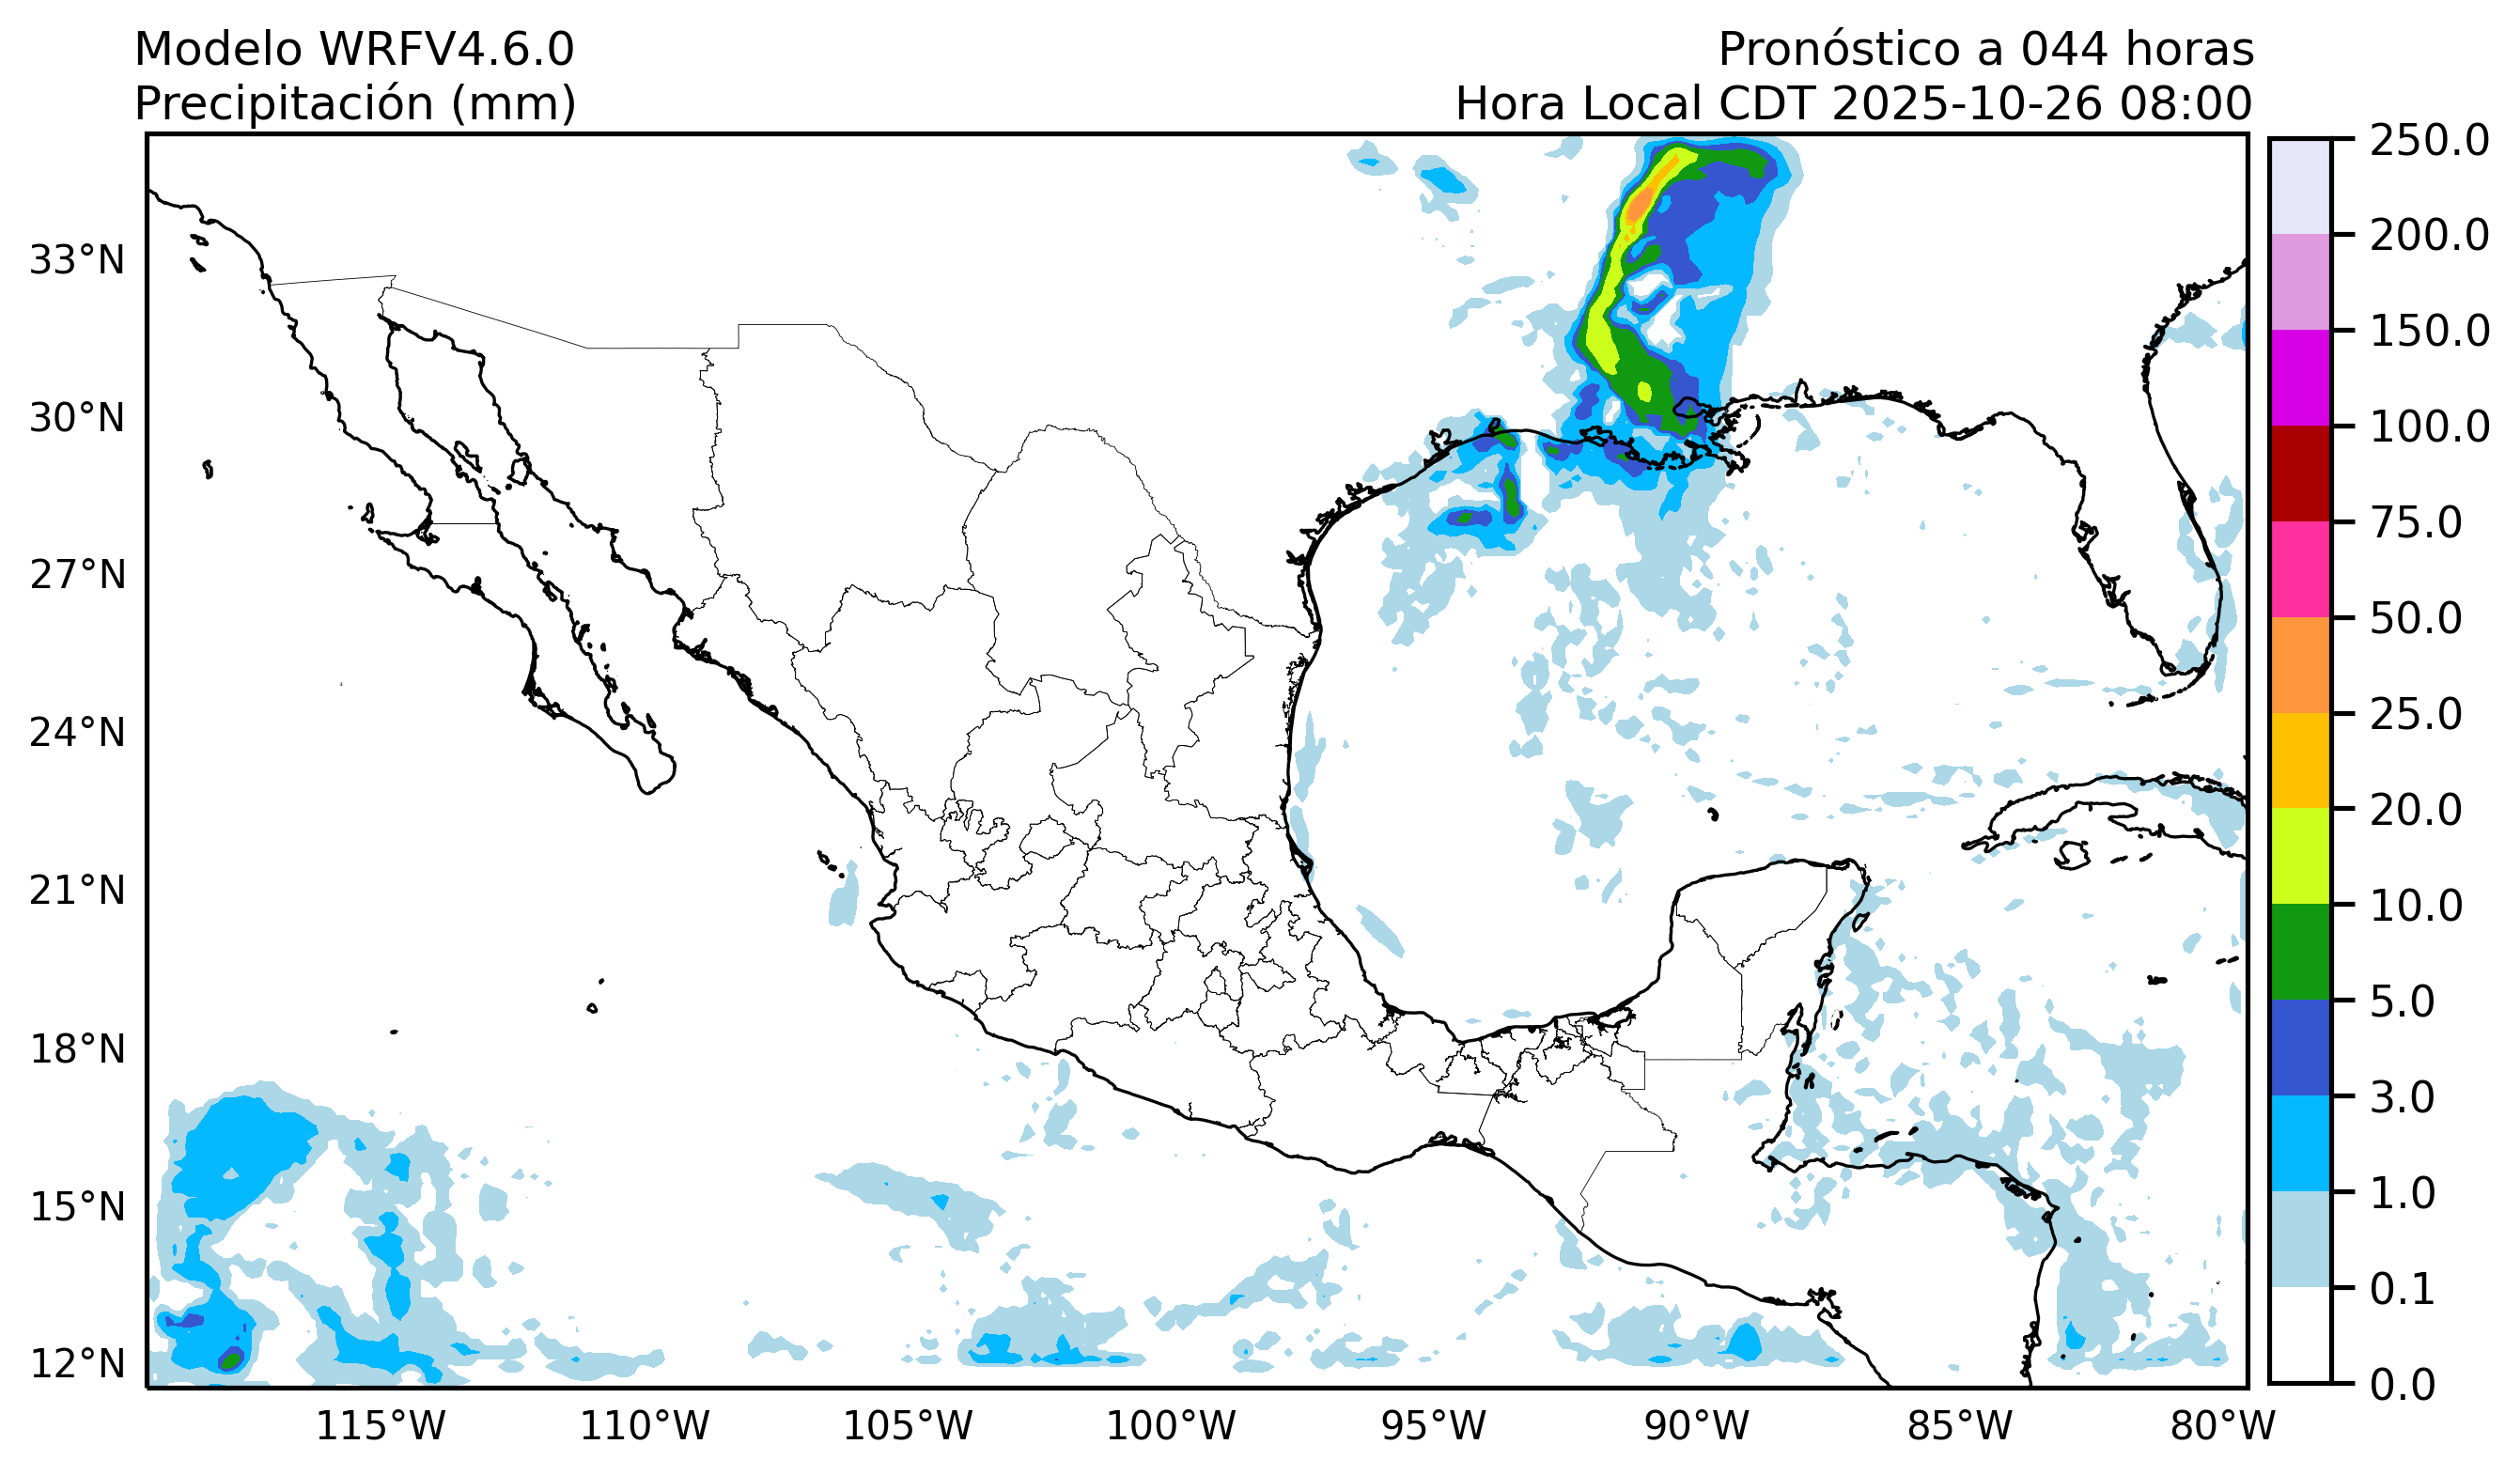 Modelo WRFV4.6.0
Precipitación (mm)
Pronóstico a 044 horas
Hora Local CDT 2025-10-26 08:00
33°N
30°N
27°N
24°N
21°N
18°N
15°N
12°N
115°W
110°W
105°W
100°W
95°W
90°W
85°W
80°W
250.0
200.0
150.0
100.0
75.0
50.0
25.0
20.0
10.0
5.0
3.0
1.0
0.1
0.0